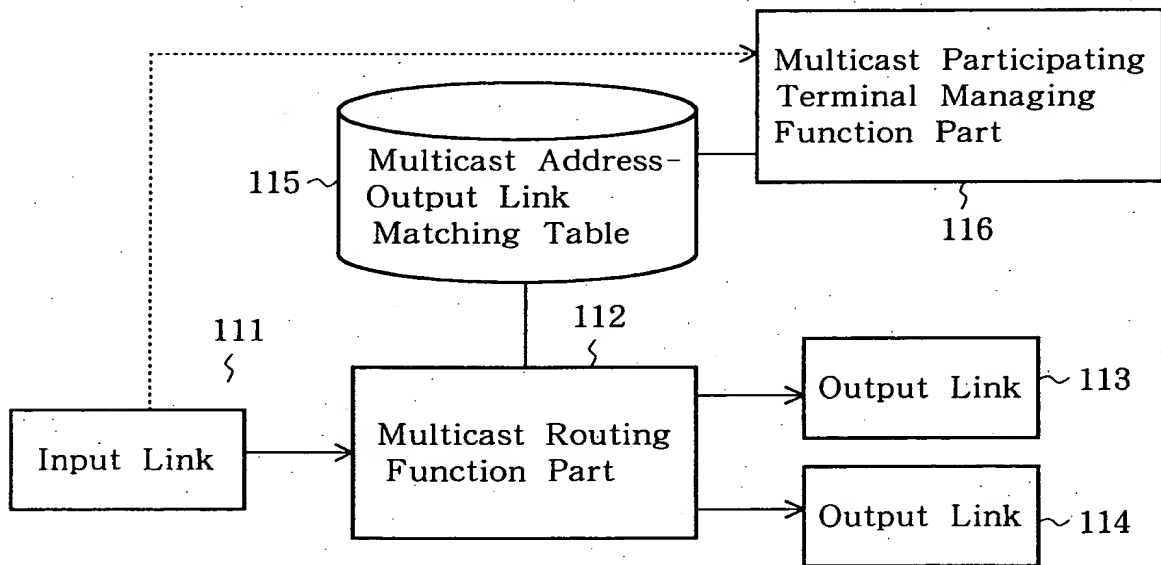 Multicast Participating
Terminal Managing
Function Part
116
115
Multicast Address-
Output Link
Matching Table
111
112
Input Link
Multicast Routing
Function Part
Output Link
113
Output Link
114